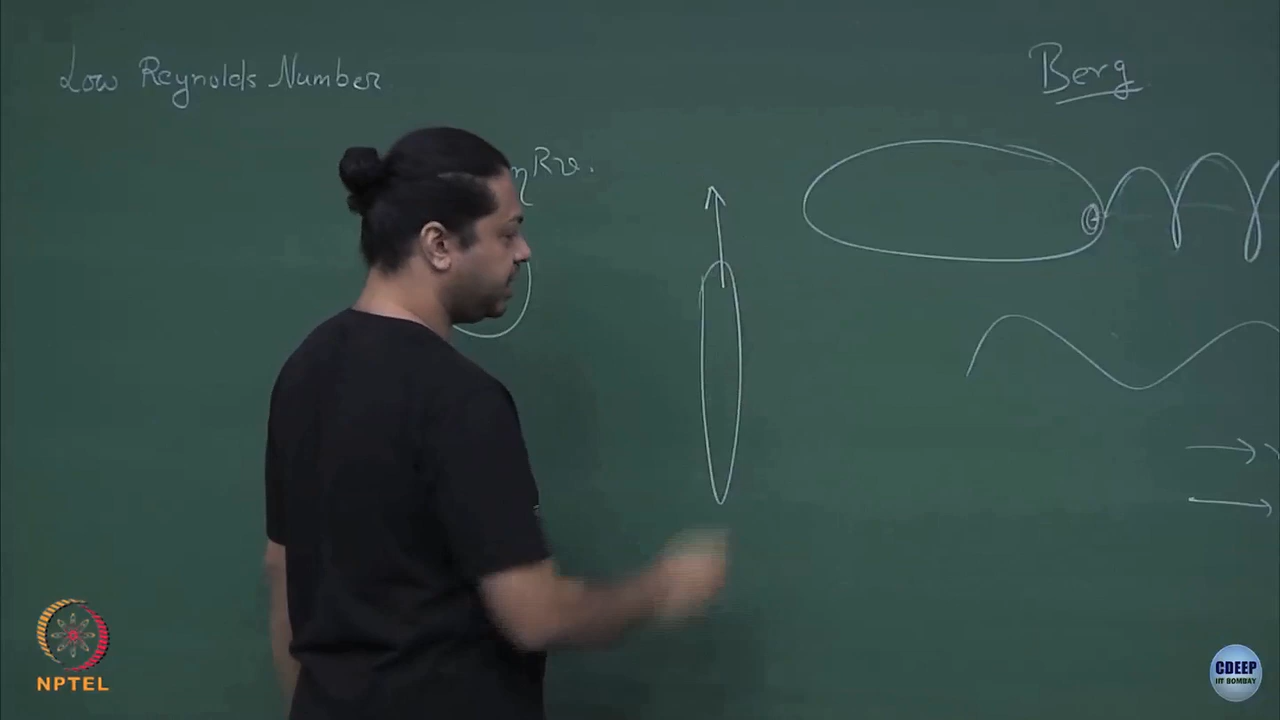 Low Reynolds Number
Berg
η R v.
NPTEL
CDEEP
IIT BOMBAY